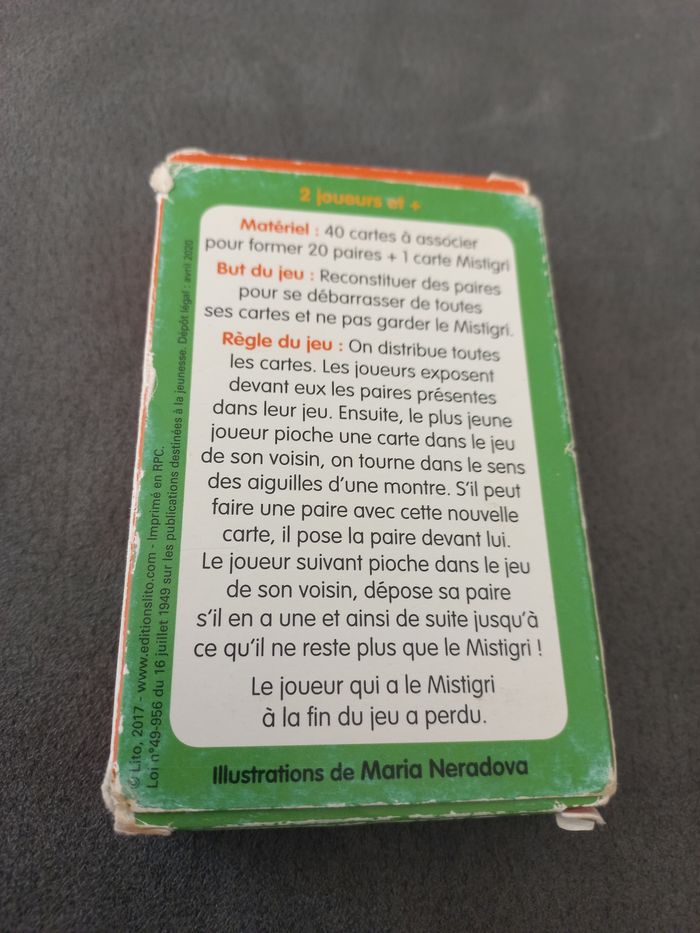 2 joueurs et +
Matériel : 40 cartes à associer
pour former 20 paires + 1 carte Mistigri
But du jeu : Reconstituer des paires
pour se débarrasser de toutes
ses cartes et ne pas garder le Mistigri.
Règle du jeu : On distribue toutes
les cartes. Les joueurs exposent
devant eux les paires présentes
dans leur jeu. Ensuite, le plus jeune
joueur pioche une carte dans le jeu
de son voisin, on tourne dans le sens
des aiguilles d'une montre. S'il peut
faire une paire avec cette nouvelle
carte, il pose la paire devant lui.
Le joueur suivant pioche dans le jeu
de son voisin, dépose sa paire
s'il en a une et ainsi de suite jusqu'à
ce qu'il ne reste plus que le Mistigri !
Le joueur qui a le Mistigri
à la fin du jeu a perdu.
Illustrations de Maria Neradova
© Lito, 2017 - www.editionslito.com - Imprimé en RPC.
Loi n°49-956 du 16 juillet 1949 sur les publications destinées à la jeunesse. Dépôt légal : avril 2020